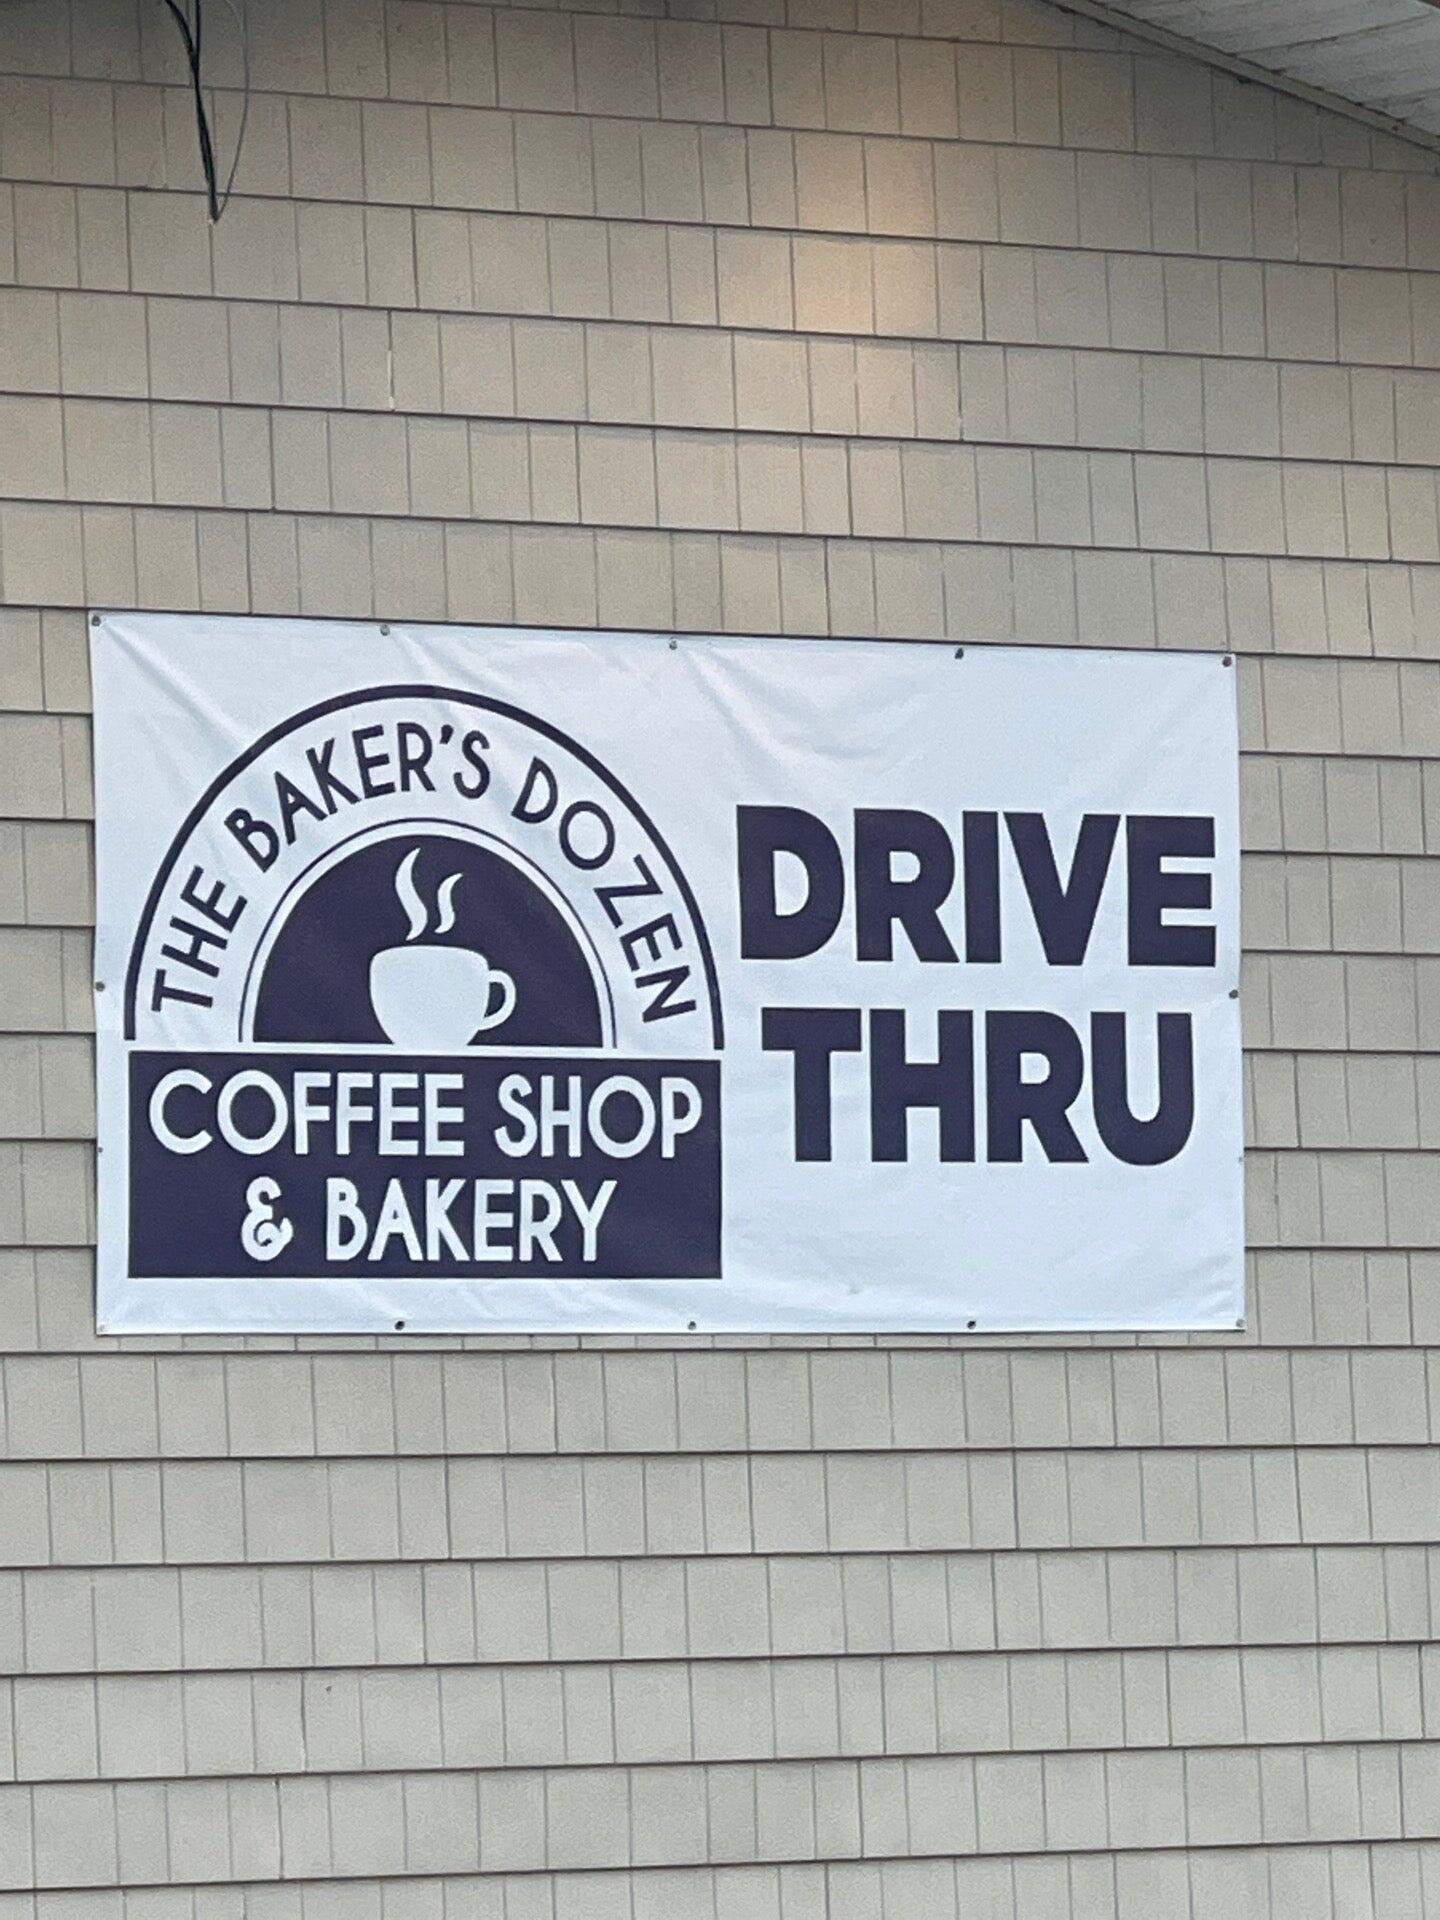 THE BAKER'S DOZEN
COFFEE SHOP
& BAKERY
DRIVE
THRU